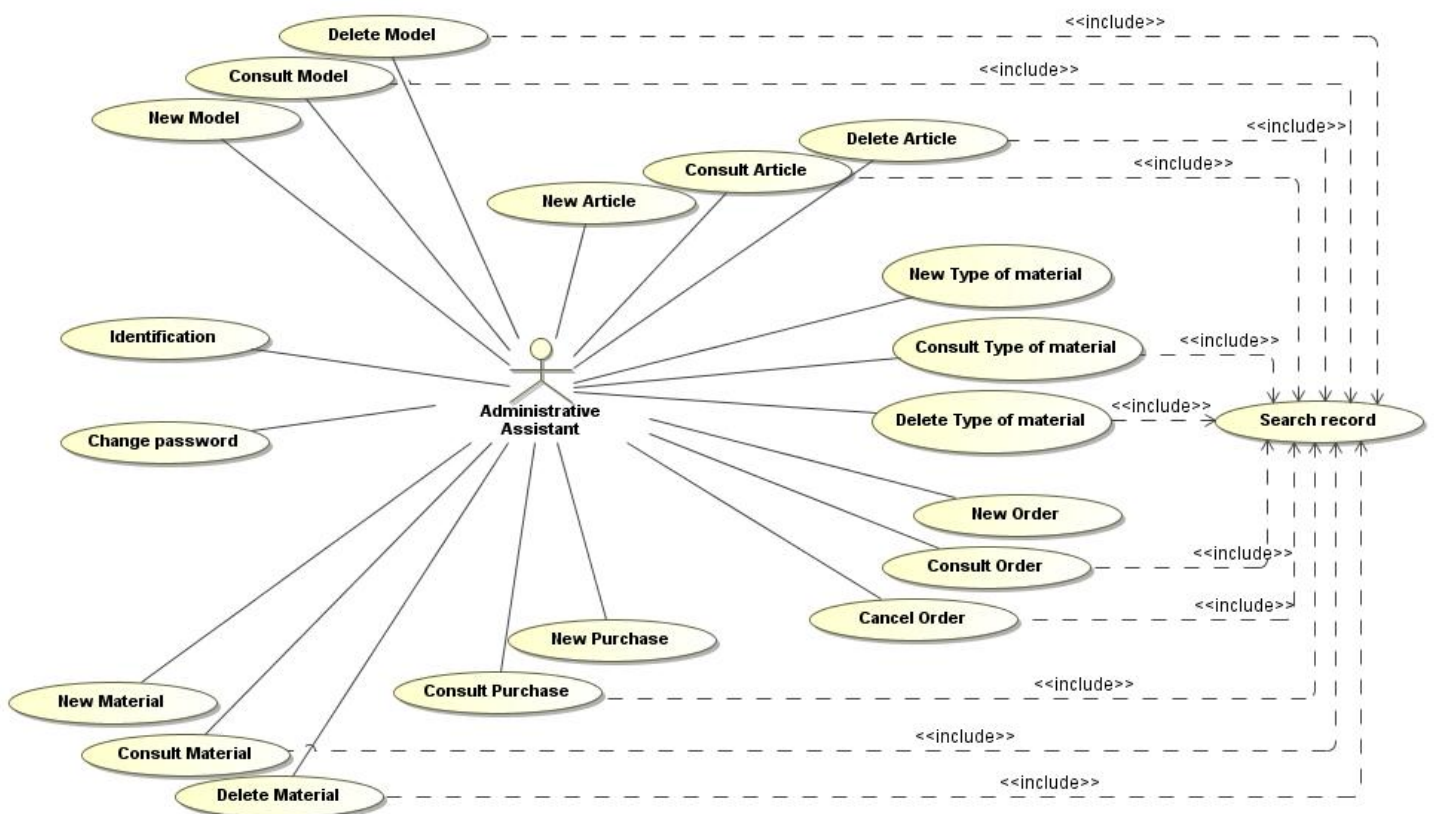 <<include>>
Delete Model
<<include>>
Consult Model
New Model
<<include>>
Delete Article
<<include>>
Consult Article
New Article
New Type of material
Identification
<<include>>
Consult Type of material
<<include>>
Administrative
Assistant
Delete Type of material
Search record
Change password
New Order
<<include>>
Consult Order
<<include>>
Cancel Order
New Purchase
<<include>>
Consult Purchase
New Material
<<include>>
Consult Material
<<include>>
Delete Material